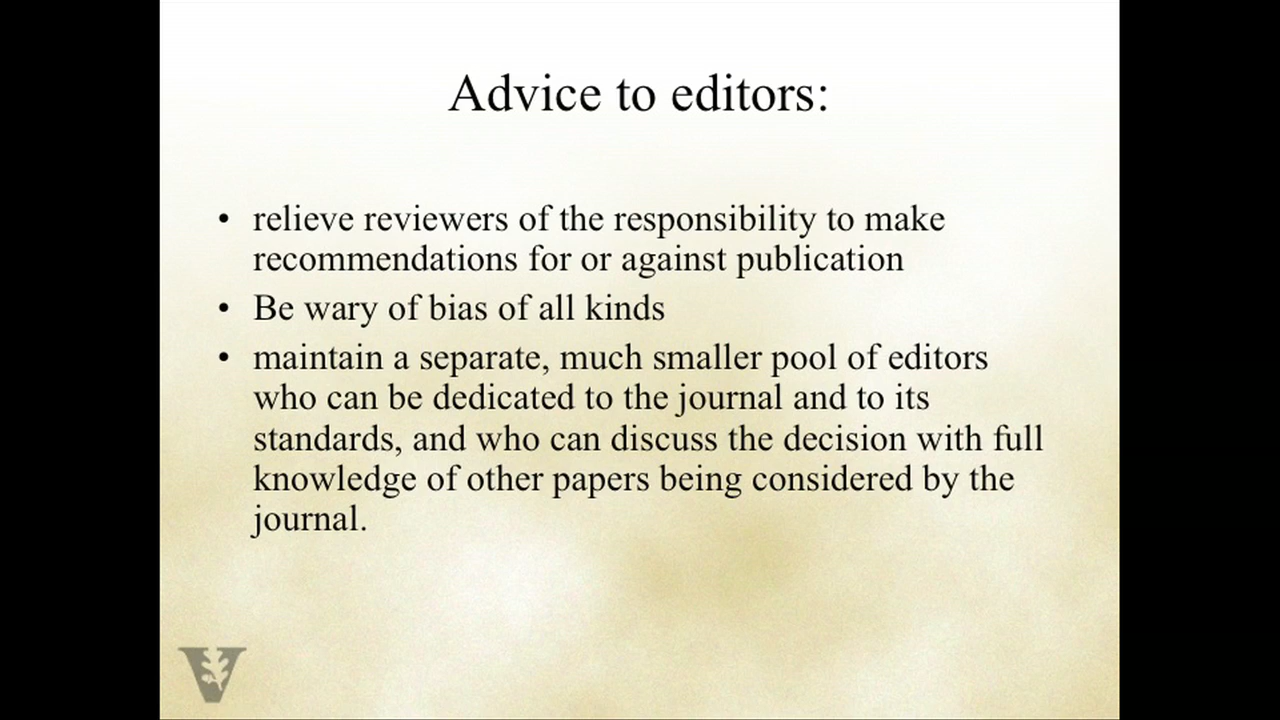 Advice to editors:
• relieve reviewers of the responsibility to make
recommendations for or against publication
• Be wary of bias of all kinds
• maintain a separate, much smaller pool of editors
who can be dedicated to the journal and to its
standards, and who can discuss the decision with full
knowledge of other papers being considered by the
journal.
V